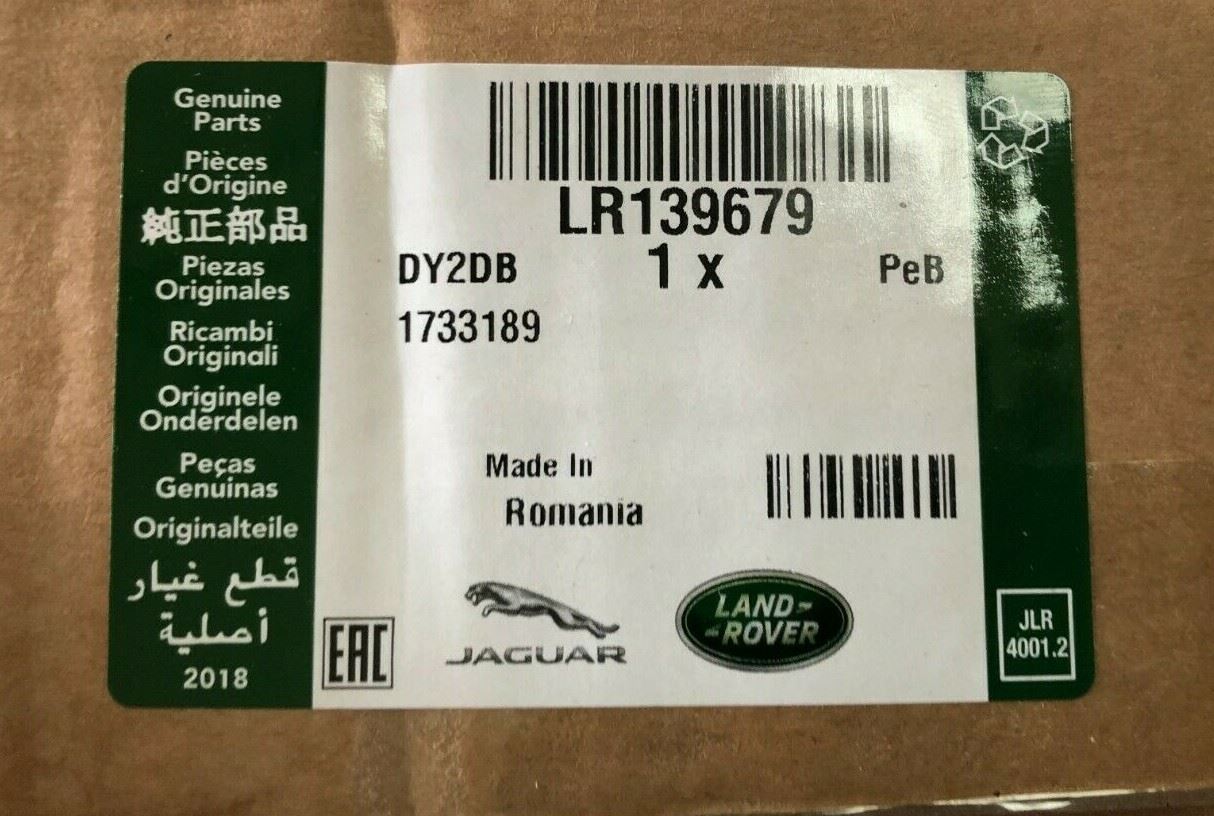 Genuine
Parts
Pièces
d'Origine
純正部品
Piezas
Originales
Ricambi
Originali
Originele
Onderdelen
Peças
Genuinas
Originalteile
قطع غيار
أصلية
2018
LR139679
DY2DB 1 x PeB
1733189
Made In
Romania
EAC
JAGUAR
LAND-
-ROVER
JLR
4001.2